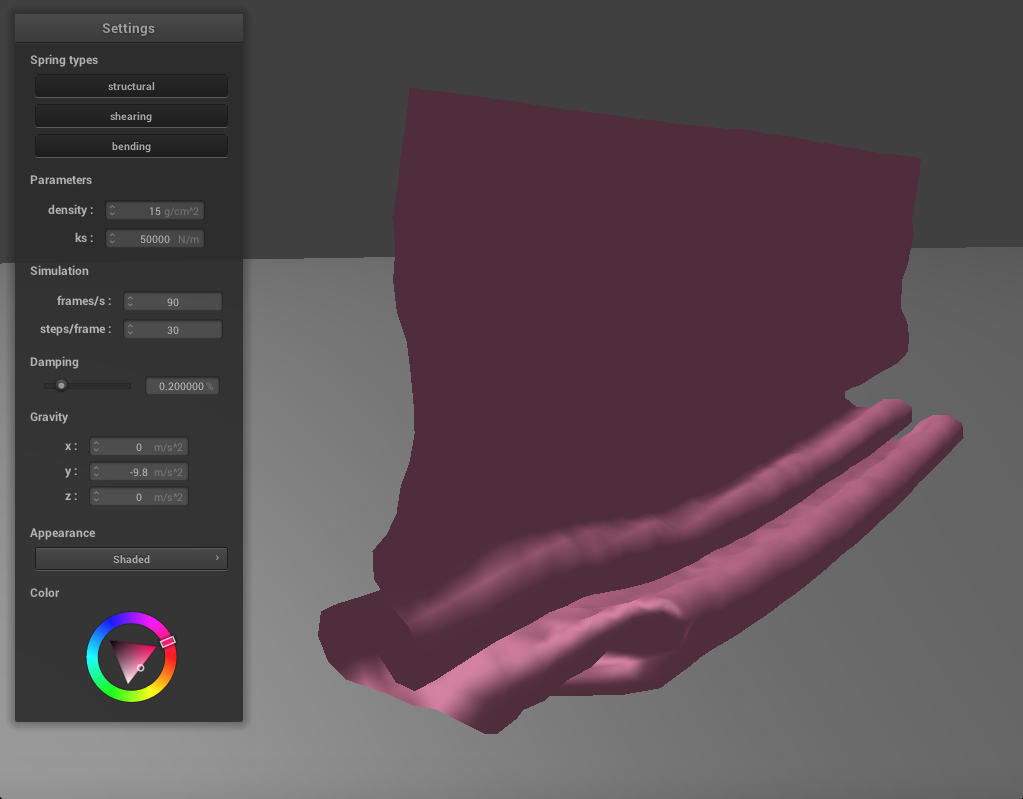 Settings
Spring types
structural
shearing
bending
Parameters
density : 15 g/cm^2
ks : 50000 N/m
Simulation
frames/s : 90
steps/frame : 30
Damping
0.200000 %
Gravity
x : 0 m/s^2
y : -9.8 m/s^2
z : 0 m/s^2
Appearance
Shaded ›
Color